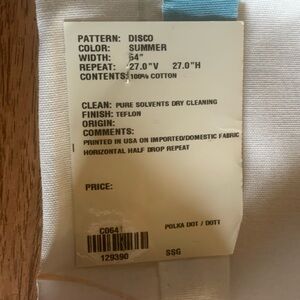 PATTERN: DISCO
COLOR: SUMMER
WIDTH: 54"
REPEAT: 27.0"V 27.0"H
CONTENTS: 100% COTTON
CLEAN: PURE SOLVENTS DRY CLEANING
FINISH: TEFLON
ORIGIN:
COMMENTS:
PRINTED IN USA ON IMPORTED/DOMESTIC FABRIC
HORIZONTAL HALF DROP REPEAT
PRICE:
C064
POLKA DOT / DOTT
129390
SSG